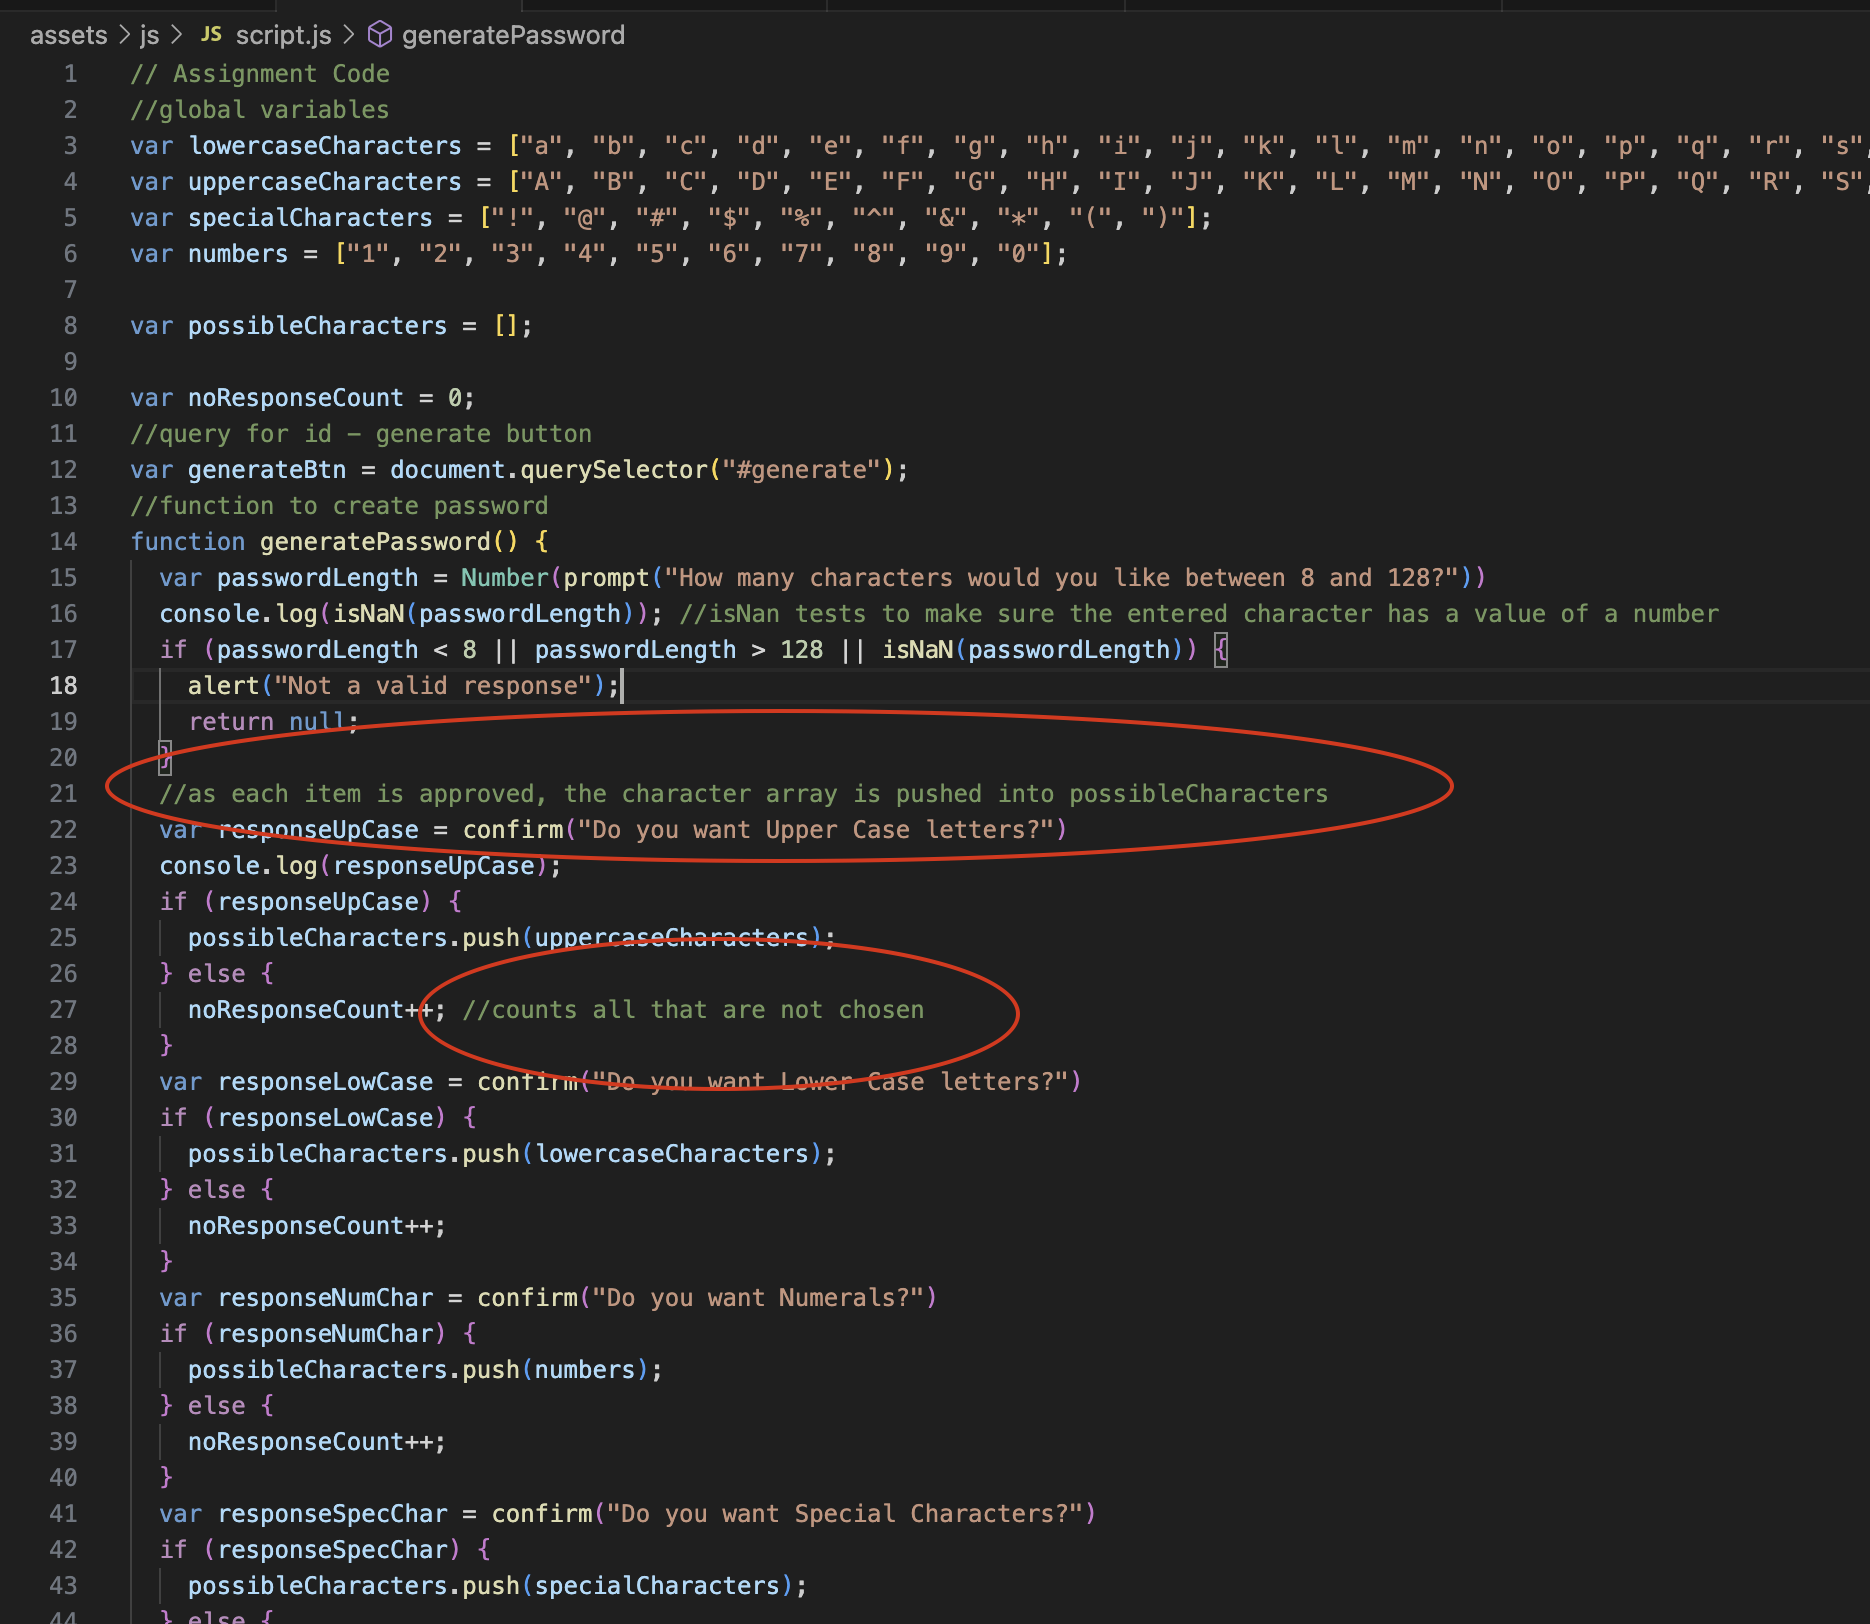 assets > js > JS script.js > generatePassword
1 // Assignment Code
2 //global variables
3 var lowercaseCharacters = ["a", "b", "c", "d", "e", "f", "g", "h", "i", "j", "k", "l", "m", "n", "o", "p", "q", "r", "s",
4 var uppercaseCharacters = ["A", "B", "C", "D", "E", "F", "G", "H", "I", "J", "K", "L", "M", "N", "O", "P", "Q", "R", "S",
5 var specialCharacters = ["!", "@", "#", "$", "%", "^", "&", "*", "(", ")"];
6 var numbers = ["1", "2", "3", "4", "5", "6", "7", "8", "9", "0"];
7
8 var possibleCharacters = [];
9
10 var noResponseCount = 0;
11 //query for id – generate button
12 var generateBtn = document.querySelector("#generate");
13 //function to create password
14 function generatePassword() {
15 var passwordLength = Number(prompt("How many characters would you like between 8 and 128?"))
16 console.log(isNaN(passwordLength)); //isNan tests to make sure the entered character has a value of a number
17 if (passwordLength < 8 || passwordLength > 128 || isNaN(passwordLength)) {
18 alert("Not a valid response");
19 return null;
20 }
21 //as each item is approved, the character array is pushed into possibleCharacters
22 var responseUpCase = confirm("Do you want Upper Case letters?")
23 console.log(responseUpCase);
24 if (responseUpCase) {
25 possibleCharacters.push(uppercaseCharacters);
26 } else {
27 noResponseCount++; //counts all that are not chosen
28 }
29 var responseLowCase = confirm("Do you want Lower Case letters?")
30 if (responseLowCase) {
31 possibleCharacters.push(lowercaseCharacters);
32 } else {
33 noResponseCount++;
34 }
35 var responseNumChar = confirm("Do you want Numerals?")
36 if (responseNumChar) {
37 possibleCharacters.push(numbers);
38 } else {
39 noResponseCount++;
40 }
41 var responseSpecChar = confirm("Do you want Special Characters?")
42 if (responseSpecChar) {
43 possibleCharacters.push(specialCharacters);
44 } else {